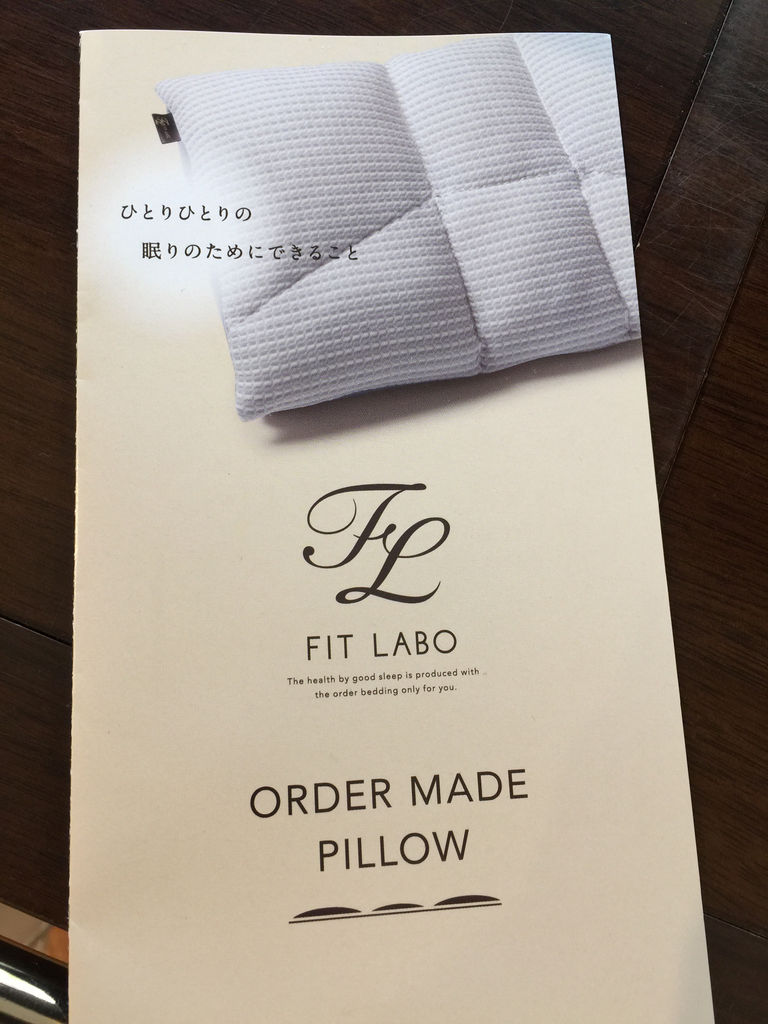 ひとりひとりの
眠りのためにできること
FL
FIT LABO
The health by good sleep is produced with
the order bedding only for you.
ORDER MADE
PILLOW